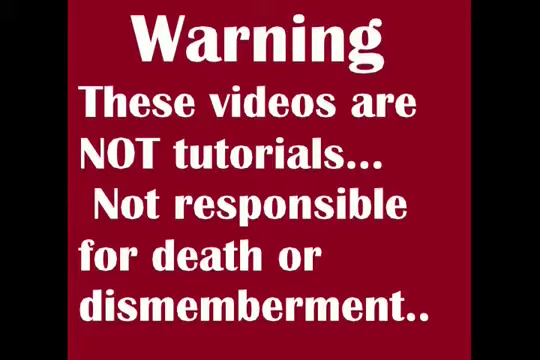 Warning
These videos are
NOT tutorials...
Not responsible
for death or
dismemberment..